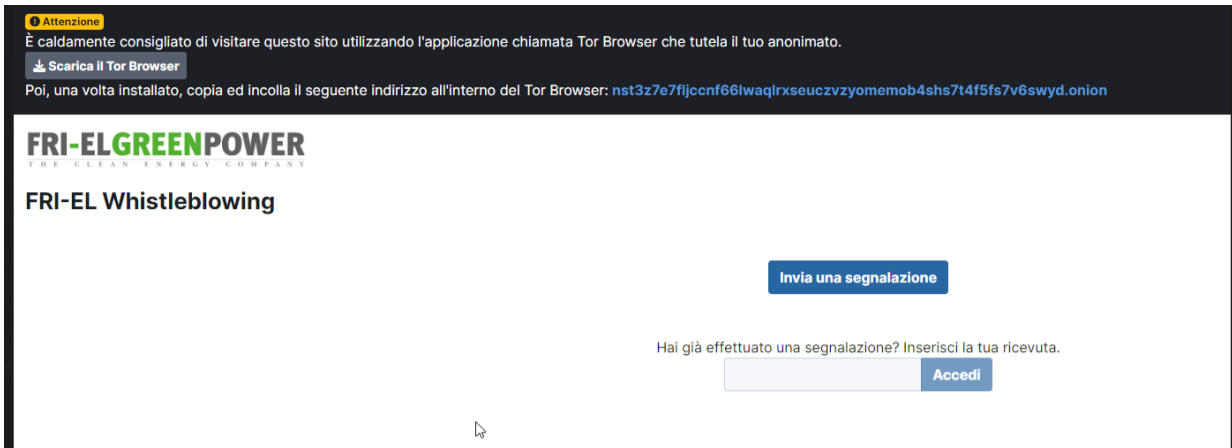 Attenzione
È caldamente consigliato di visitare questo sito utilizzando l'applicazione chiamata Tor Browser che tutela il tuo anonimato.
Scarica il Tor Browser
Poi, una volta installato, copia ed incolla il seguente indirizzo all'interno del Tor Browser: nst3z7e7fljccnf66lwaqlrxseuczvzyomemob4shs7t4f5fs7v6swyd.onion
FRI-ELGREENPOWER
THE CLEAN ENERGY COMPANY
FRI-EL Whistleblowing
Invia una segnalazione
Hai già effettuato una segnalazione? Inserisci la tua ricevuta.
Accedi